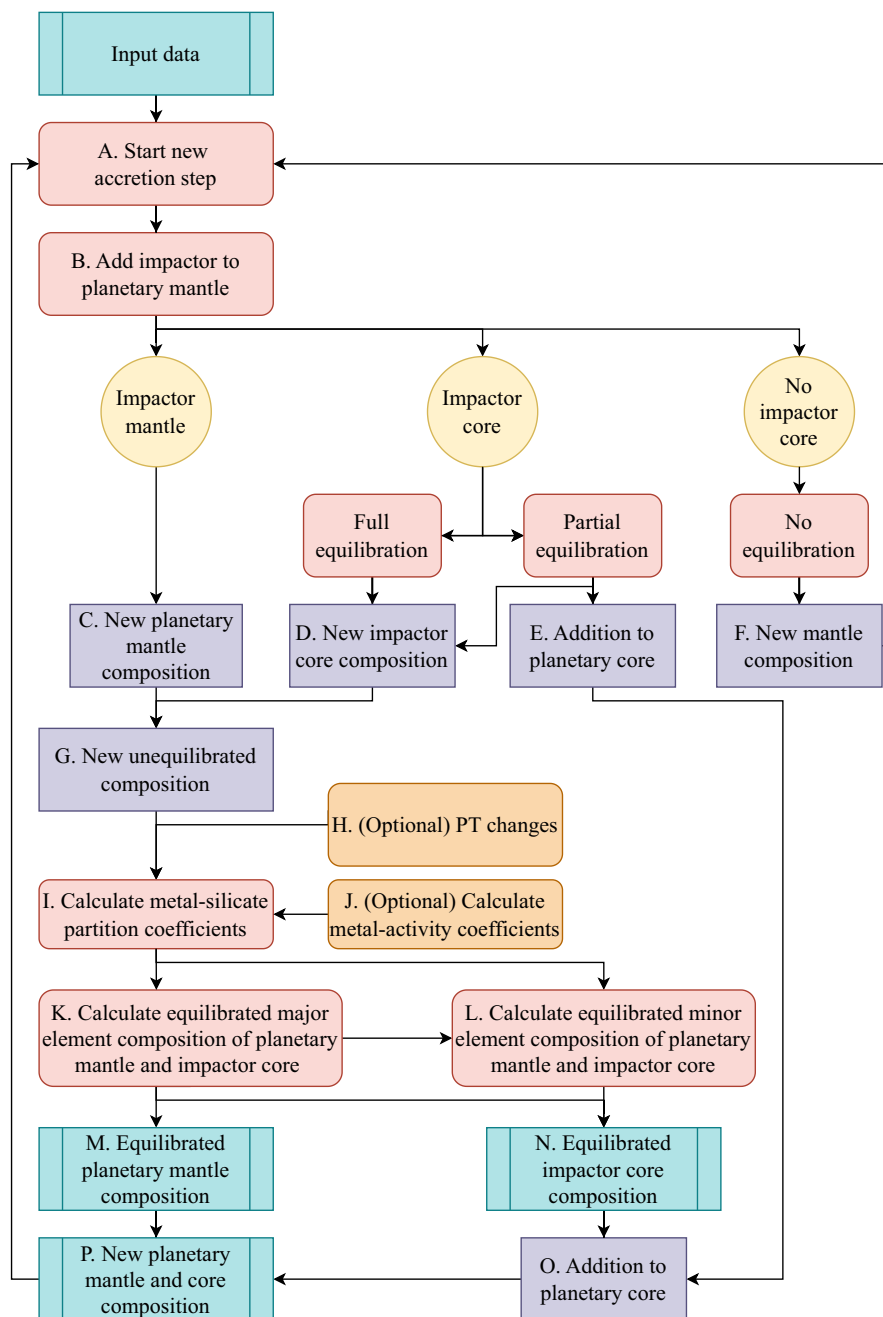 Input data
A. Start new
accretion step
B. Add impactor to
planetary mantle
Impactor
mantle
Impactor
core
No
impactor
core
Full
equilibration
Partial
equilibration
No
equilibration
C. New planetary
mantle
composition
D. New impactor
core composition
E. Addition to
planetary core
F. New mantle
composition
G. New unequilibrated
composition
H. (Optional) PT changes
I. Calculate metal-silicate
partition coefficients
J. (Optional) Calculate
metal-activity coefficients
K. Calculate equilibrated major
element composition of planetary
mantle and impactor core
L. Calculate equilibrated minor
element composition of planetary
mantle and impactor core
M. Equilibrated
planetary mantle
composition
N. Equilibrated
impactor core
composition
P. New planetary
mantle and core
composition
O. Addition to
planetary core